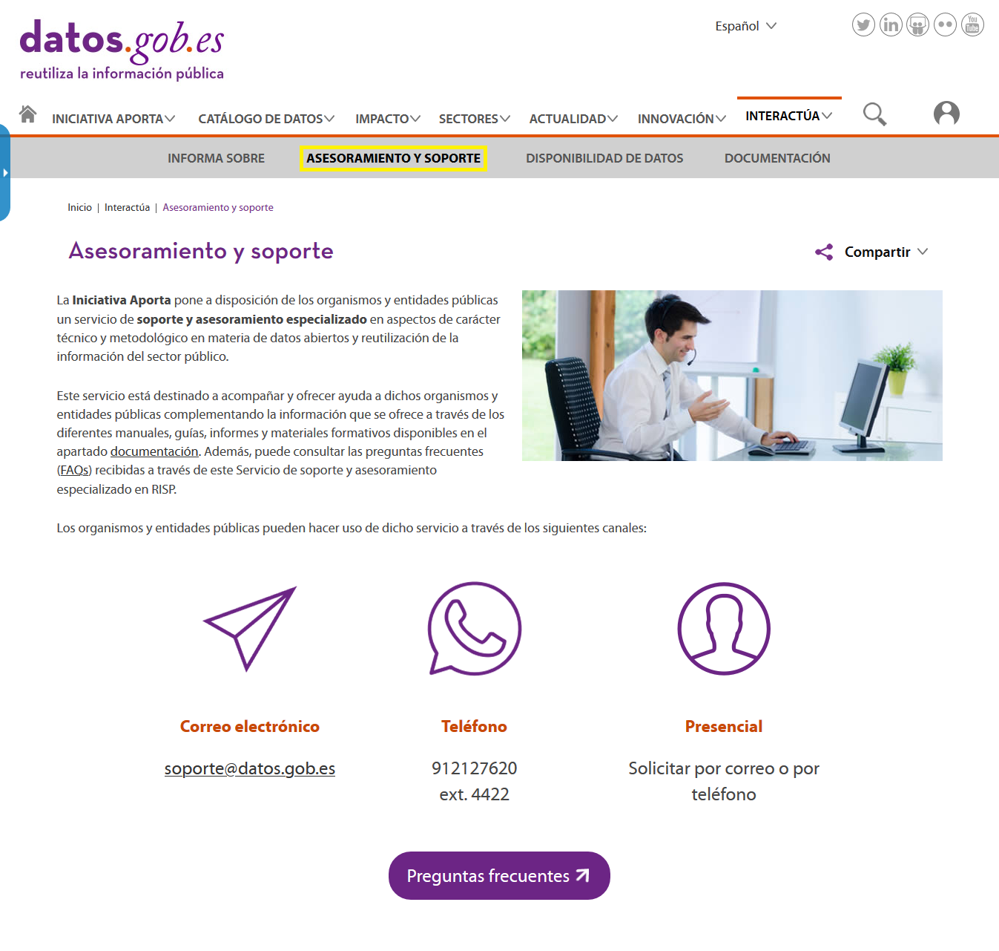 datos.gob.es
reutiliza la información pública
Español
You
Tube
INICIATIVA APORTA
CATÁLOGO DE DATOS
IMPACTO
SECTORES
ACTUALIDAD
INNOVACIÓN
INTERACTÚA
INFORMA SOBRE
ASESORAMIENTO Y SOPORTE
DISPONIBILIDAD DE DATOS
DOCUMENTACIÓN
Inicio | Interactúa | Asesoramiento y soporte
Asesoramiento y soporte
Compartir
La Iniciativa Aporta pone a disposición de los organismos y entidades públicas
un servicio de soporte y asesoramiento especializado en aspectos de carácter
técnico y metodológico en materia de datos abiertos y reutilización de la
información del sector público.
Este servicio está destinado a acompañar y ofrecer ayuda a dichos organismos y
entidades públicas complementando la información que se ofrece a través de los
diferentes manuales, guías, informes y materiales formativos disponibles en el
apartado documentación. Además, puede consultar las preguntas frecuentes
(FAQs) recibidas a través de este Servicio de soporte y asesoramiento
especializado en RISP.
Los organismos y entidades públicas pueden hacer uso de dicho servicio a través de los siguientes canales:
Correo electrónico
soporte@datos.gob.es
Teléfono
912127620
ext. 4422
Presencial
Solicitar por correo o por
teléfono
Preguntas frecuentes